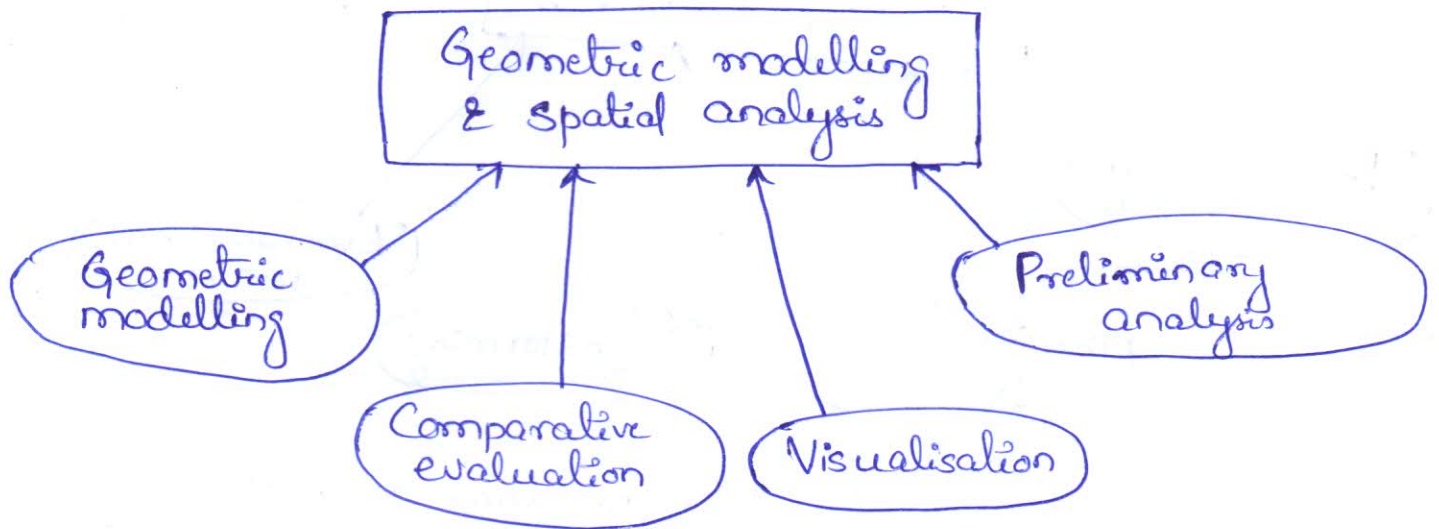 Geometric modelling
& spatial analysis
Geometric
modelling
Preliminary
analysis
Comparative
evaluation
Visualisation